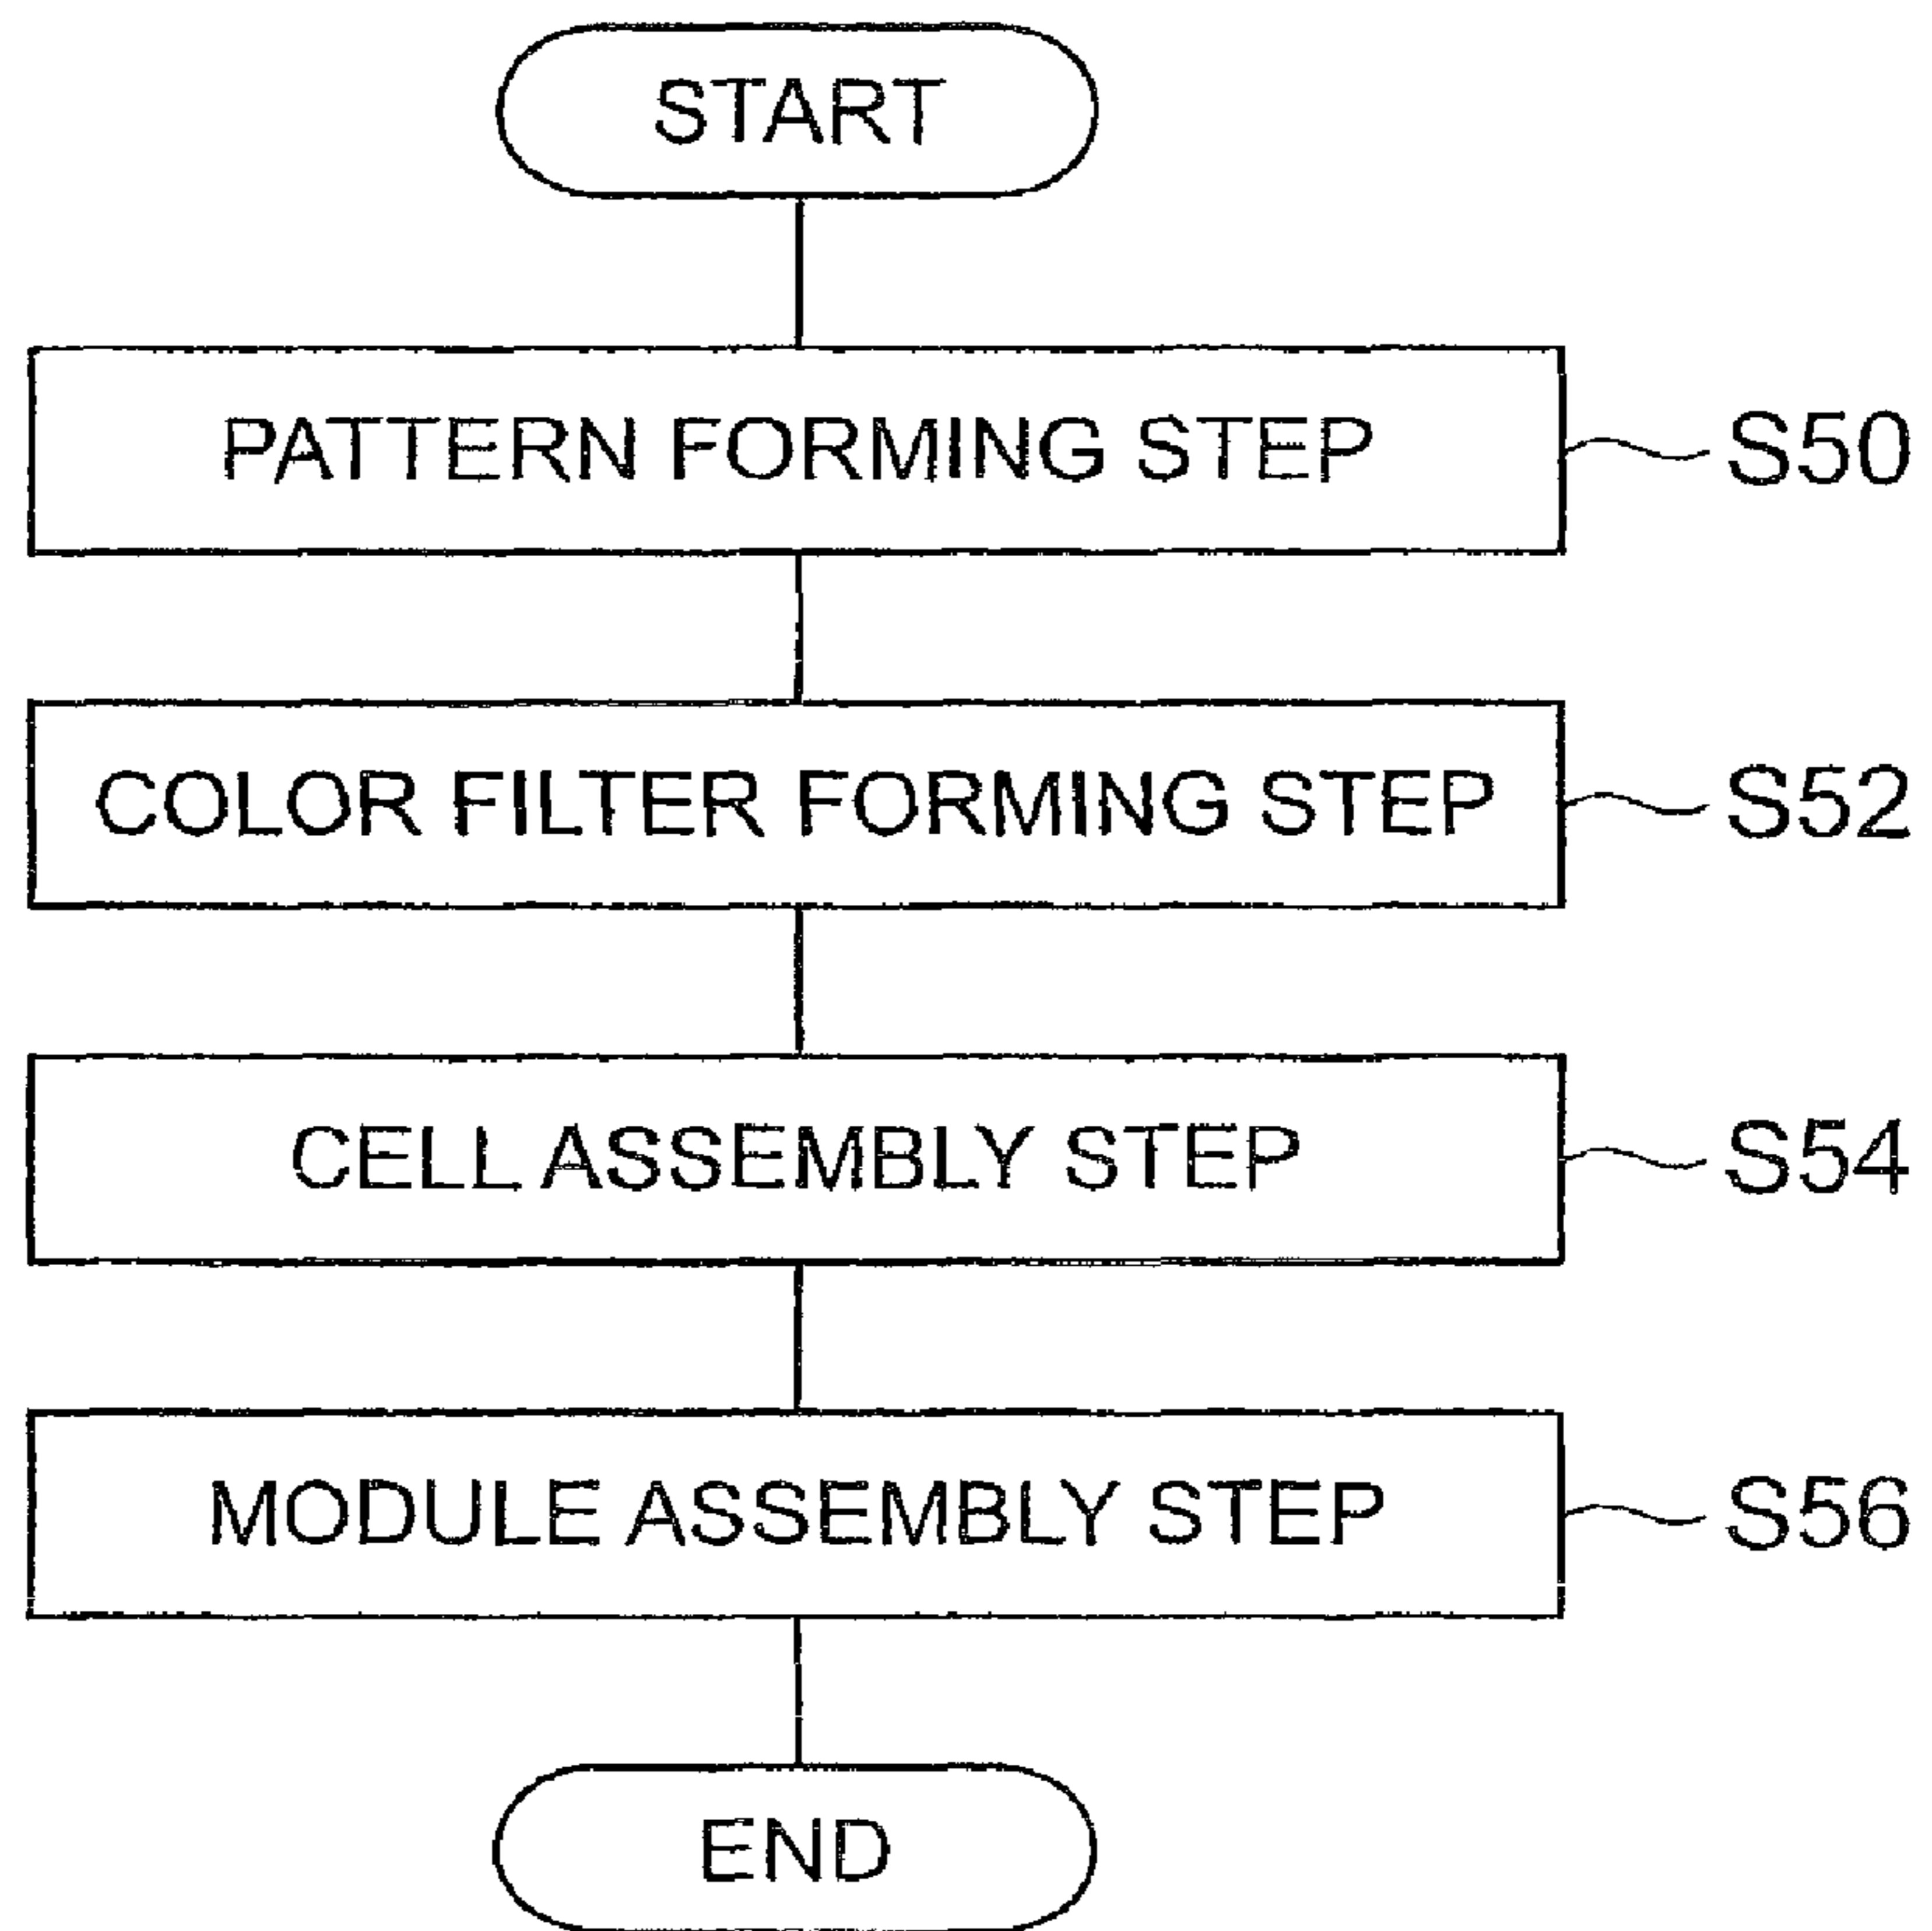 START
PATTERN FORMING STEP S50
COLOR FILTER FORMING STEP S52
CELL ASSEMBLY STEP S54
MODULE ASSEMBLY STEP S56
END